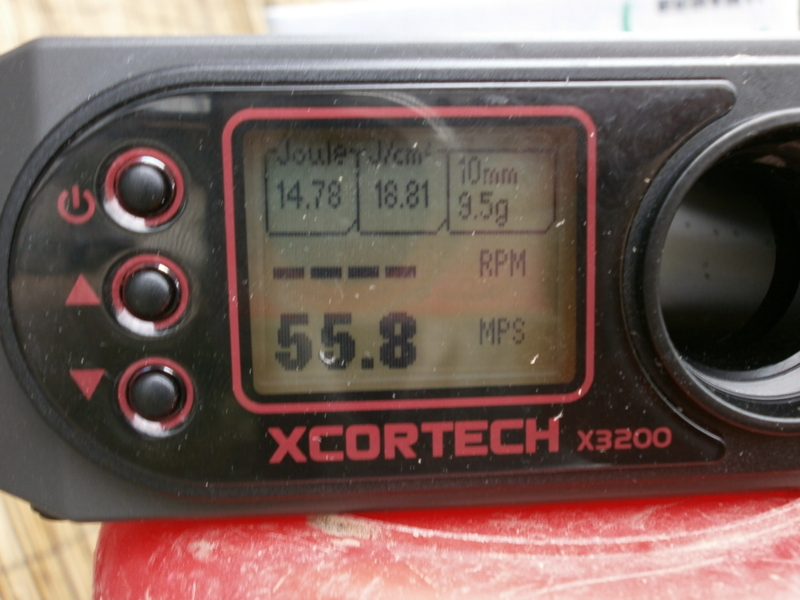 Joule J/cm²
14.78 18.81 10mm
9.5g
---- RPM
55.8 MPS
XCORTECH X3200